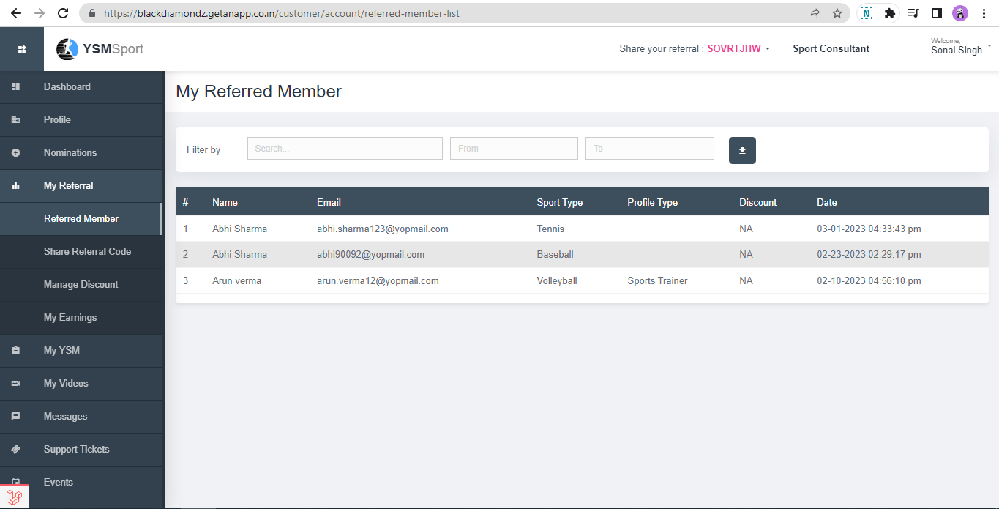 https://blackdiamondz.getanapp.co.in/customer/account/referred-member-list
YSMSport
Share your referral : SOVRTJHW
Sport Consultant
Welcome,
Sonal Singh
Dashboard
Profile
Nominations
My Referral
Referred Member
Share Referral Code
Manage Discount
My Earnings
My YSM
My Videos
Messages
Support Tickets
Events
My Referred Member
Filter by Search... From To
# Name Email Sport Type Profile Type Discount Date
1 Abhi Sharma abhi.sharma123@yopmail.com Tennis NA 03-01-2023 04:33:43 pm
2 Abhi Sharma abhi90092@yopmail.com Baseball NA 02-23-2023 02:29:17 pm
3 Arun verma arun.verma12@yopmail.com Volleyball Sports Trainer NA 02-10-2023 04:56:10 pm